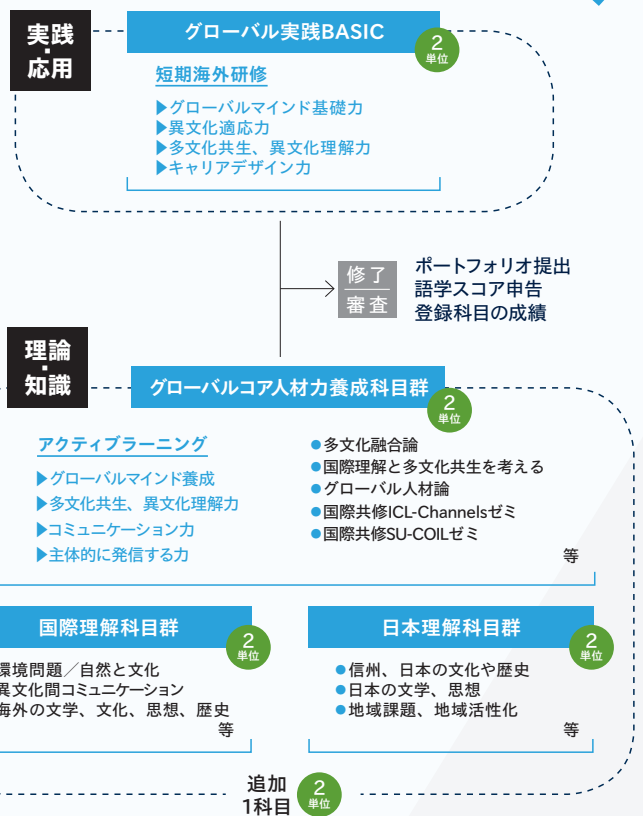 実践
・
応用
グローバル実践BASIC
2
単位
短期海外研修
▶グローバルマインド基礎力
▶異文化適応力
▶多文化共生、異文化理解力
▶キャリアデザイン力
修了
審査
ポートフォリオ提出
語学スコア申告
登録科目の成績
理論
・
知識
グローバルコア人材力養成科目群
2
単位
アクティブラーニング
▶グローバルマインド養成
▶多文化共生、異文化理解力
▶コミュニケーション力
▶主体的に発信する力
●多文化融合論
●国際理解と多文化共生を考える
●グローバル人材論
●国際共修ICL-Channelsゼミ
●国際共修SU-COILゼミ
等
国際理解科目群
2
単位
環境問題／自然と文化
異文化間コミュニケーション
海外の文学、文化、思想、歴史
等
日本理解科目群
2
単位
●信州、日本の文化や歴史
●日本の文学、思想
●地域課題、地域活性化
等
追加
1科目
2
単位